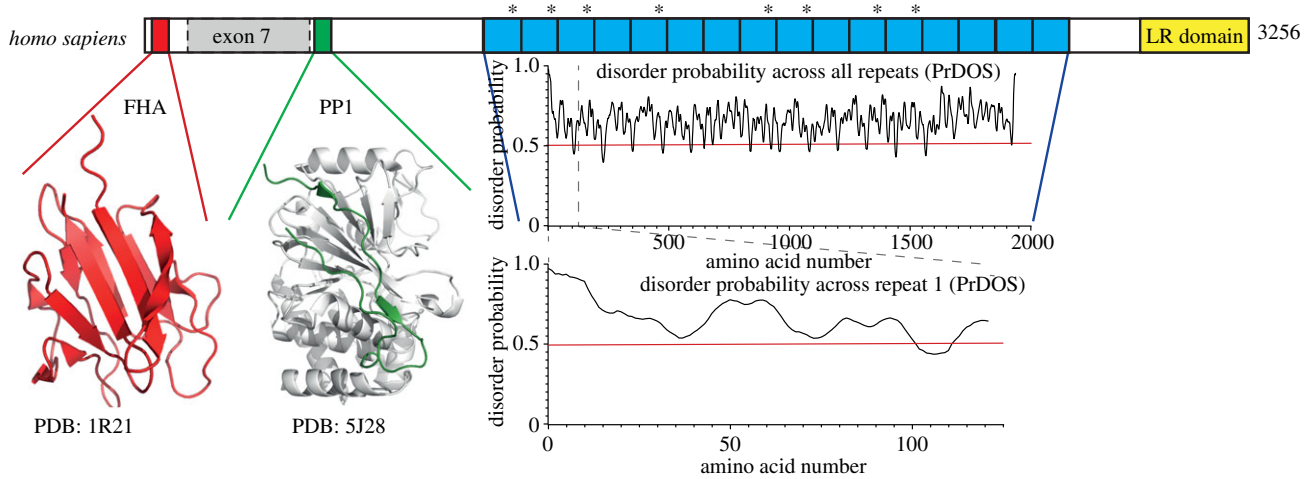 * * * * * * * *
homo sapiens
exon 7
LR domain
3256
FHA
PP1
PDB: 1R21
PDB: 5J28
disorder probability across all repeats (PrDOS)
disorder probability
1.0
0.5
0
500
1000
1500
2000
amino acid number
disorder probability across repeat 1 (PrDOS)
disorder probability
1.0
0.5
0
0
50
100
amino acid number